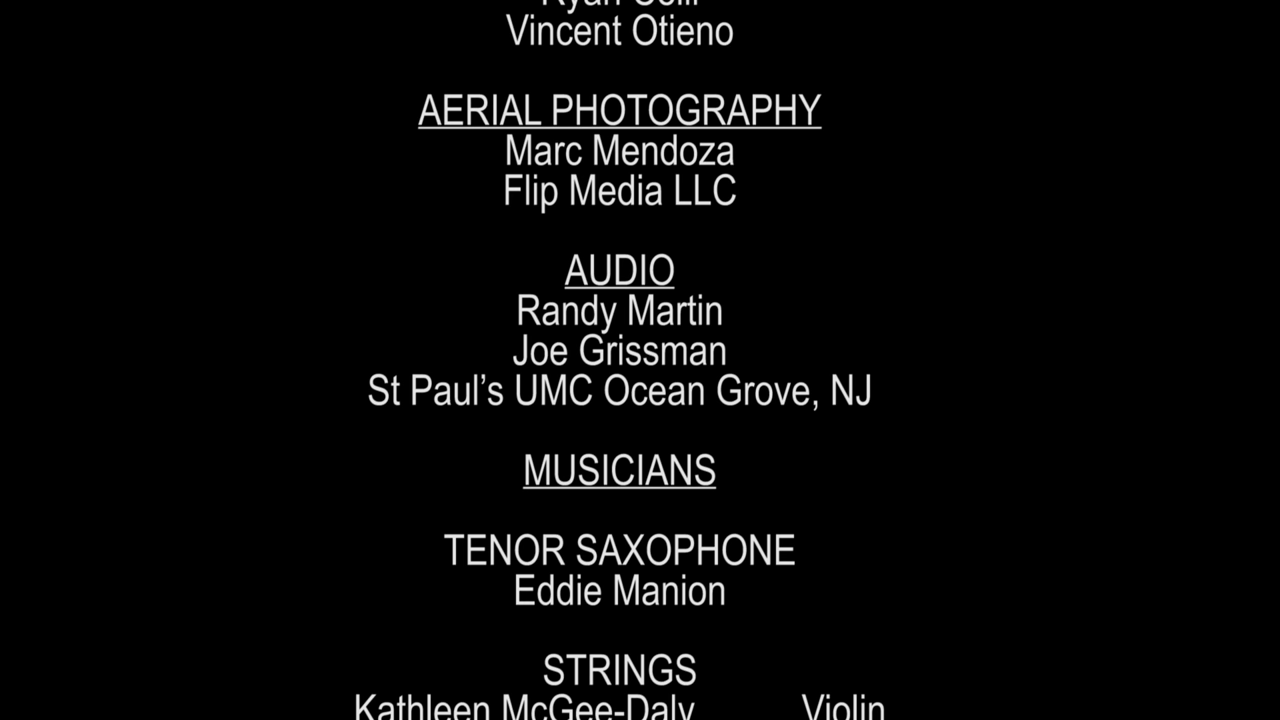 Vincent Otieno
AERIAL PHOTOGRAPHY
Marc Mendoza
Flip Media LLC
AUDIO
Randy Martin
Joe Grissman
St Paul’s UMC Ocean Grove, NJ
MUSICIANS
TENOR SAXOPHONE
Eddie Manion
STRINGS
Kathleen McGee-Daly Violin